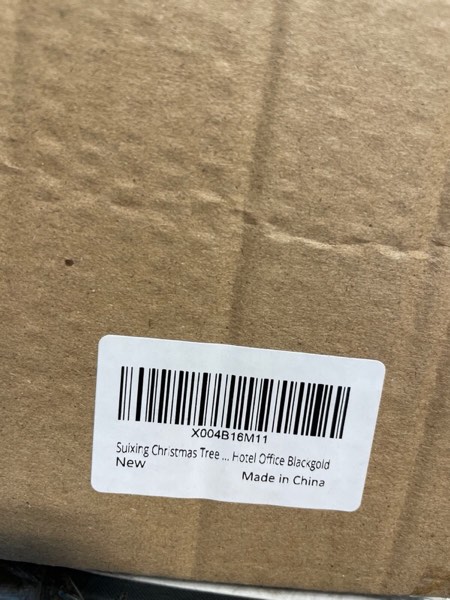 X004B16M11
Suixing Christmas Tree ... Hotel Office Blackgold
New
Made in China